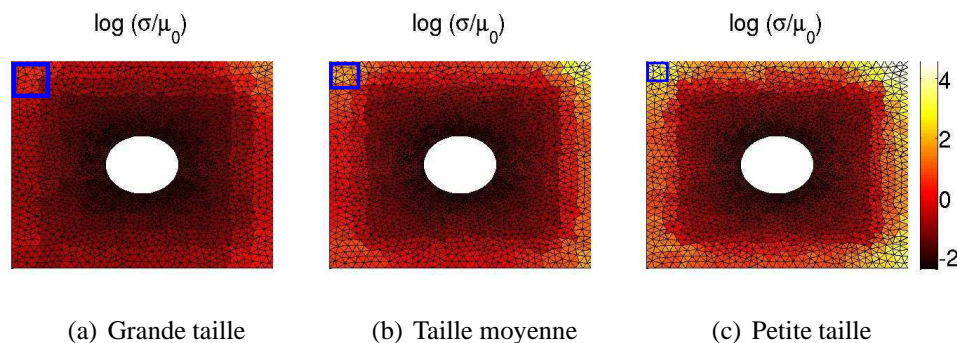 log (σ/μ₀)
log (σ/μ₀)
log (σ/μ₀)
4
2
0
-2
(a) Grande taille
(b) Taille moyenne
(c) Petite taille